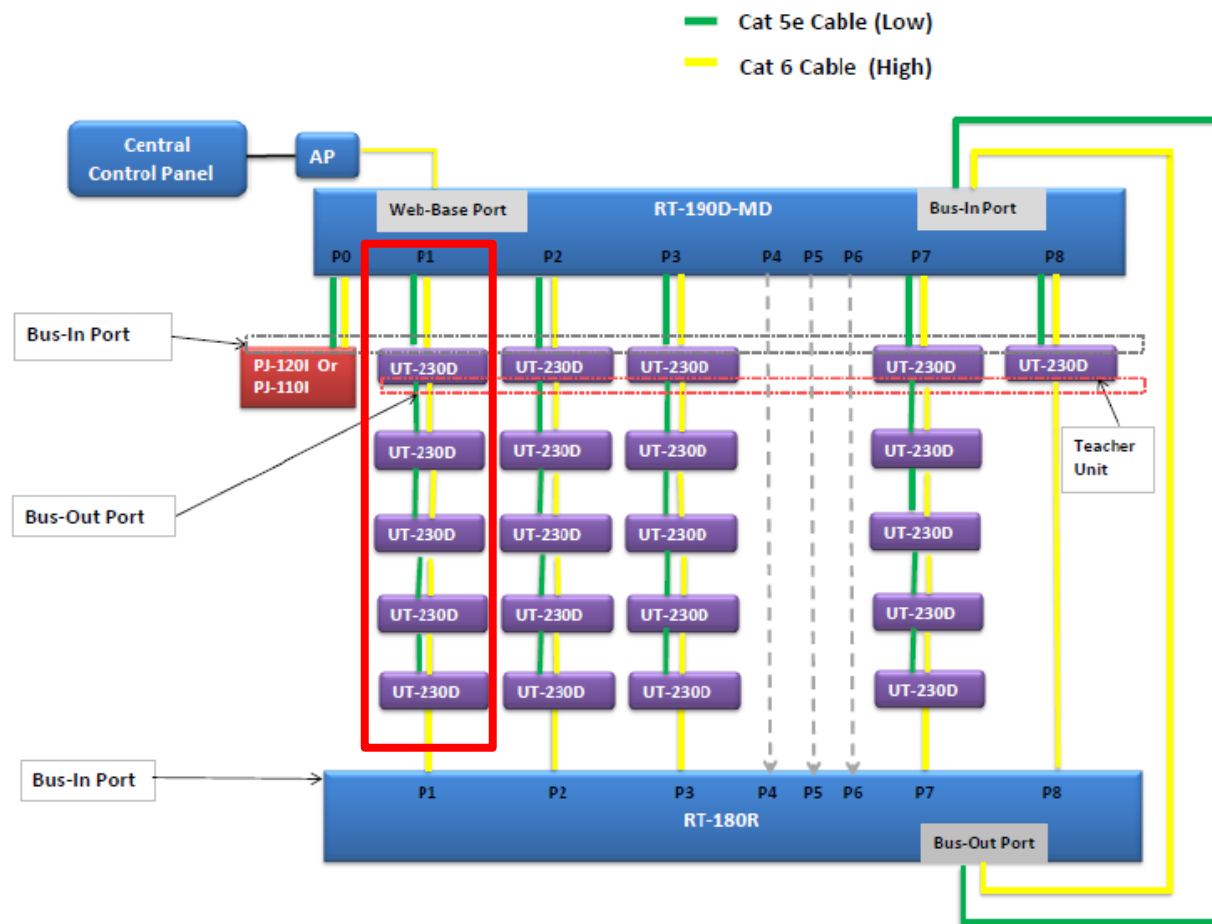 Cat 5e Cable (Low)
Cat 6 Cable (High)
Central
Control Panel
AP
Web-Base Port
RT-190D-MD
Bus-In Port
P0
P1
P2
P3
P4
P5
P6
P7
P8
Bus-In Port
PJ-120I Or
PJ-110I
UT-230D
UT-230D
UT-230D
UT-230D
UT-230D
UT-230D
UT-230D
UT-230D
UT-230D
Teacher
Unit
Bus-Out Port
UT-230D
UT-230D
UT-230D
UT-230D
UT-230D
UT-230D
UT-230D
UT-230D
UT-230D
UT-230D
UT-230D
UT-230D
Bus-In Port
P1
P2
P3
P4
P5
P6
P7
P8
RT-180R
Bus-Out Port